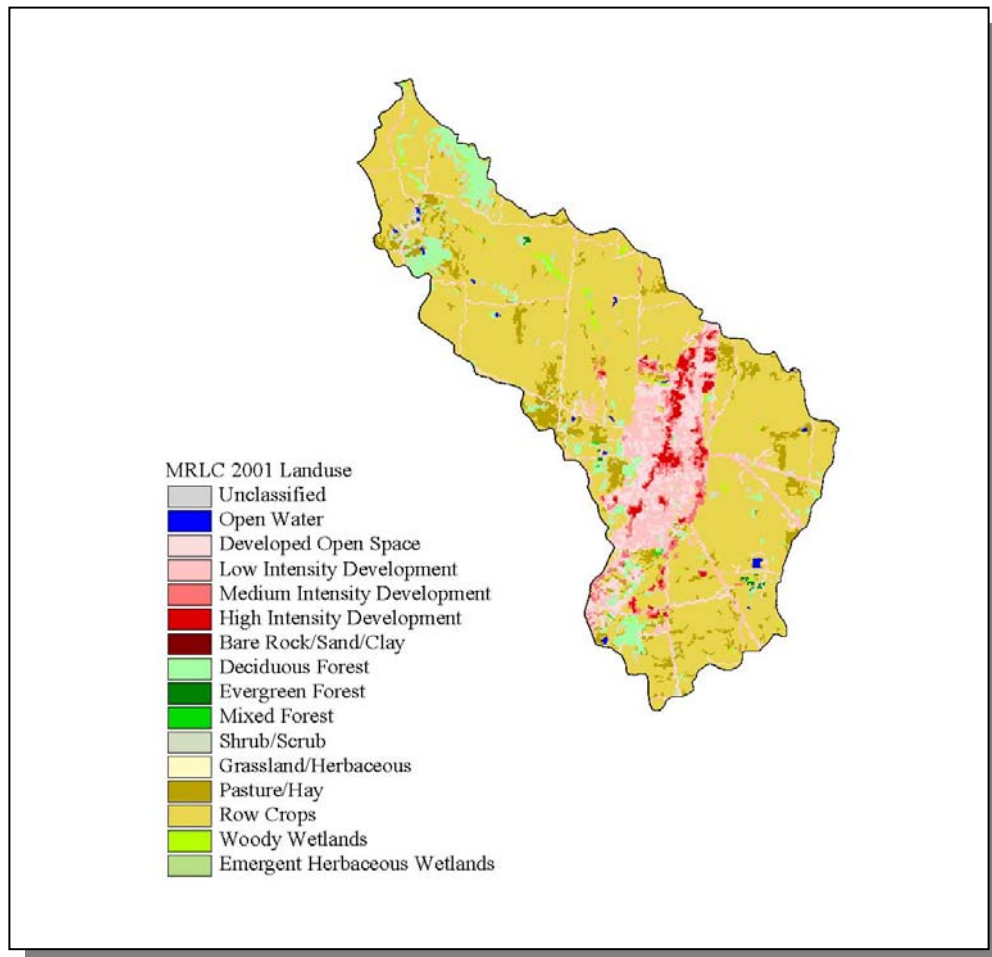 MRLC 2001 Landuse
Unclassified
Open Water
Developed Open Space
Low Intensity Development
Medium Intensity Development
High Intensity Development
Bare Rock/Sand/Clay
Deciduous Forest
Evergreen Forest
Mixed Forest
Shrub/Scrub
Grassland/Herbaceous
Pasture/Hay
Row Crops
Woody Wetlands
Emergent Herbaceous Wetlands